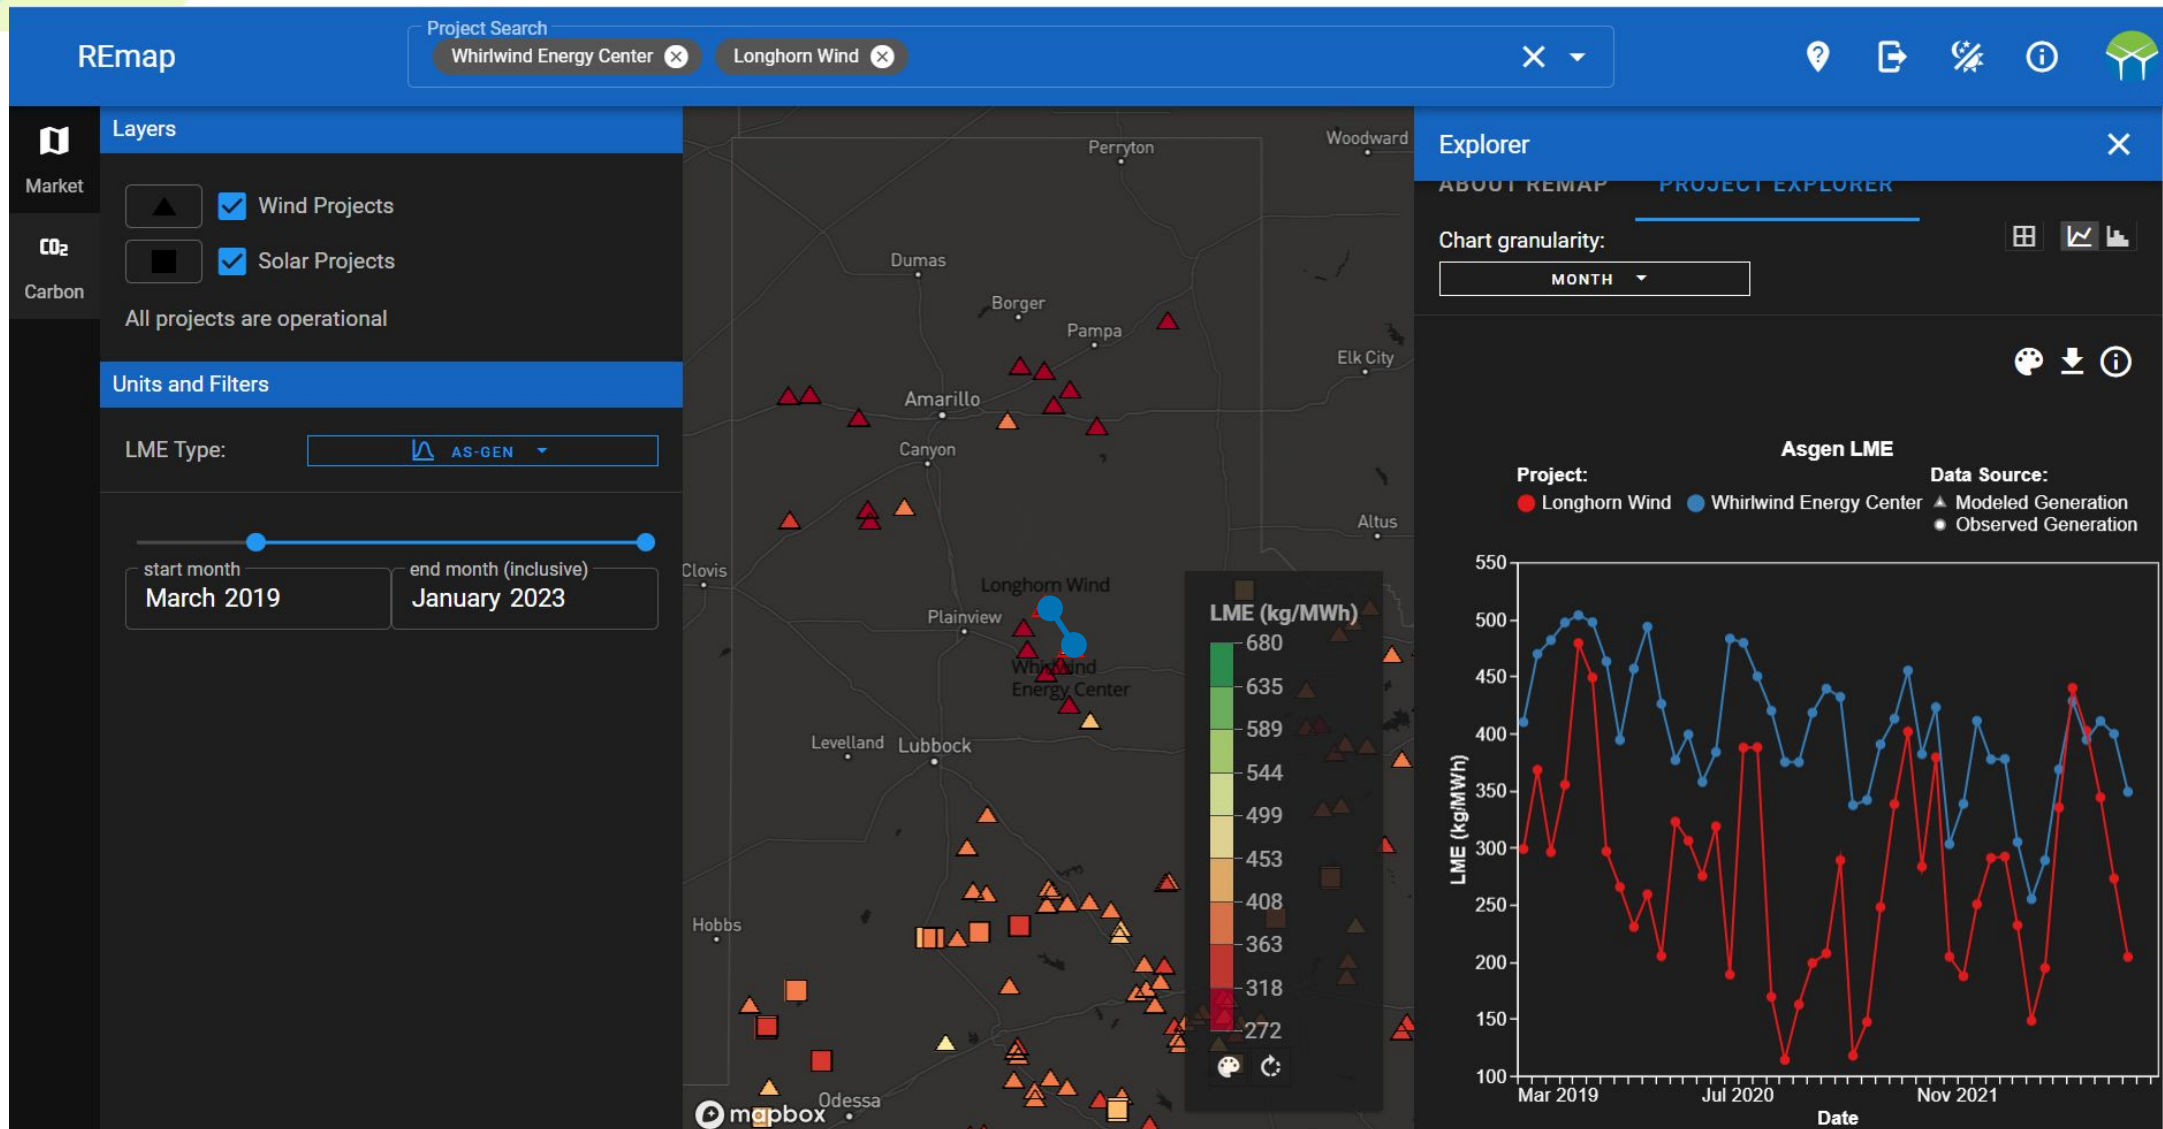 REmap
Project Search
Whirlwind Energy Center
Longhorn Wind
Market
CO₂
Carbon
Layers
Wind Projects
Solar Projects
All projects are operational
Units and Filters
LME Type:
AS-GEN
start month
March 2019
end month (inclusive)
January 2023
Perryton
Woodward
Dumas
Borger
Pampa
Elk City
Amarillo
Canyon
Altus
Clovis
Longhorn Wind
Plainview
Whirlwind
Energy Center
Levelland
Lubbock
Hobbs
Odessa
mapbox
LME (kg/MWh)
680
635
589
544
499
453
408
363
318
272
Explorer
ABOUT REMAP
PROJECT EXPLORER
Chart granularity:
MONTH
Asgen LME
Project:
Longhorn Wind
Whirlwind Energy Center
Data Source:
Modeled Generation
Observed Generation
LME (kg/MWh)
550
500
450
400
350
300
250
200
150
100
Mar 2019
Jul 2020
Nov 2021
Date